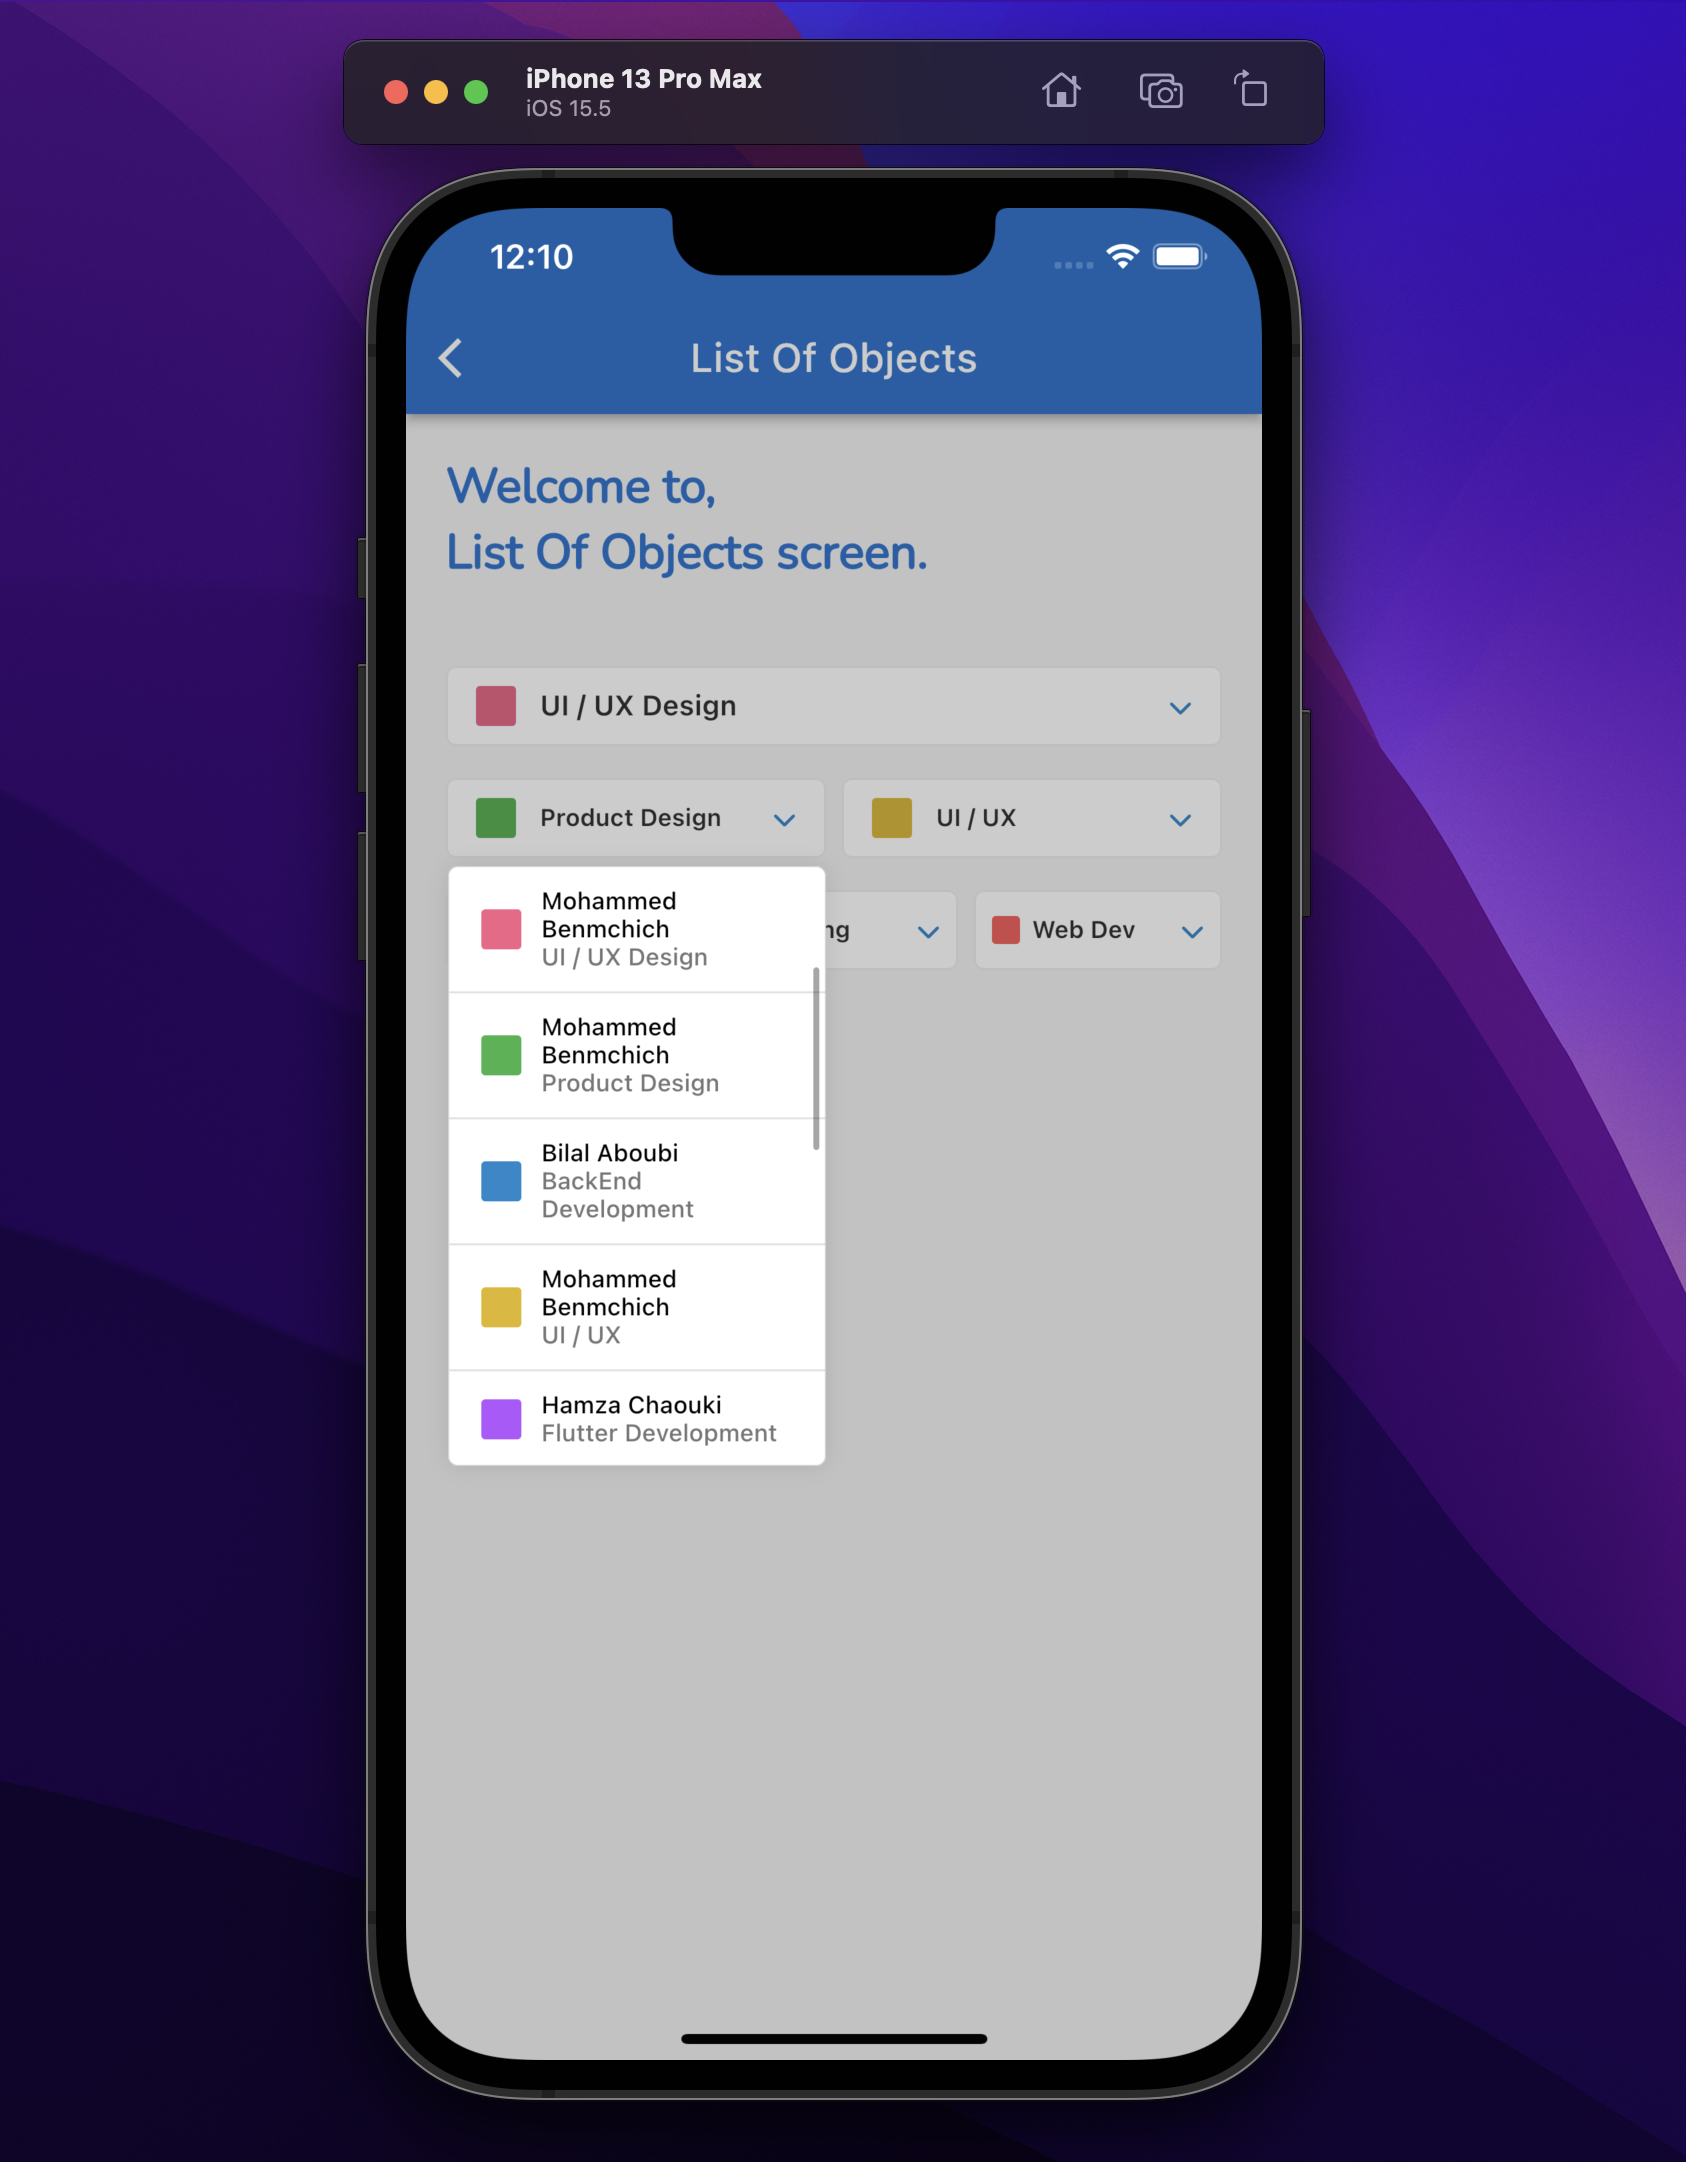 iPhone 13 Pro Max
iOS 15.5
12:10
List Of Objects
Welcome to,
List Of Objects screen.
UI / UX Design
Product Design
UI / UX
Web Dev
Mohammed
Benmchich
UI / UX Design
Mohammed
Benmchich
Product Design
Bilal Aboubi
BackEnd
Development
Mohammed
Benmchich
UI / UX
Hamza Chaouki
Flutter Development